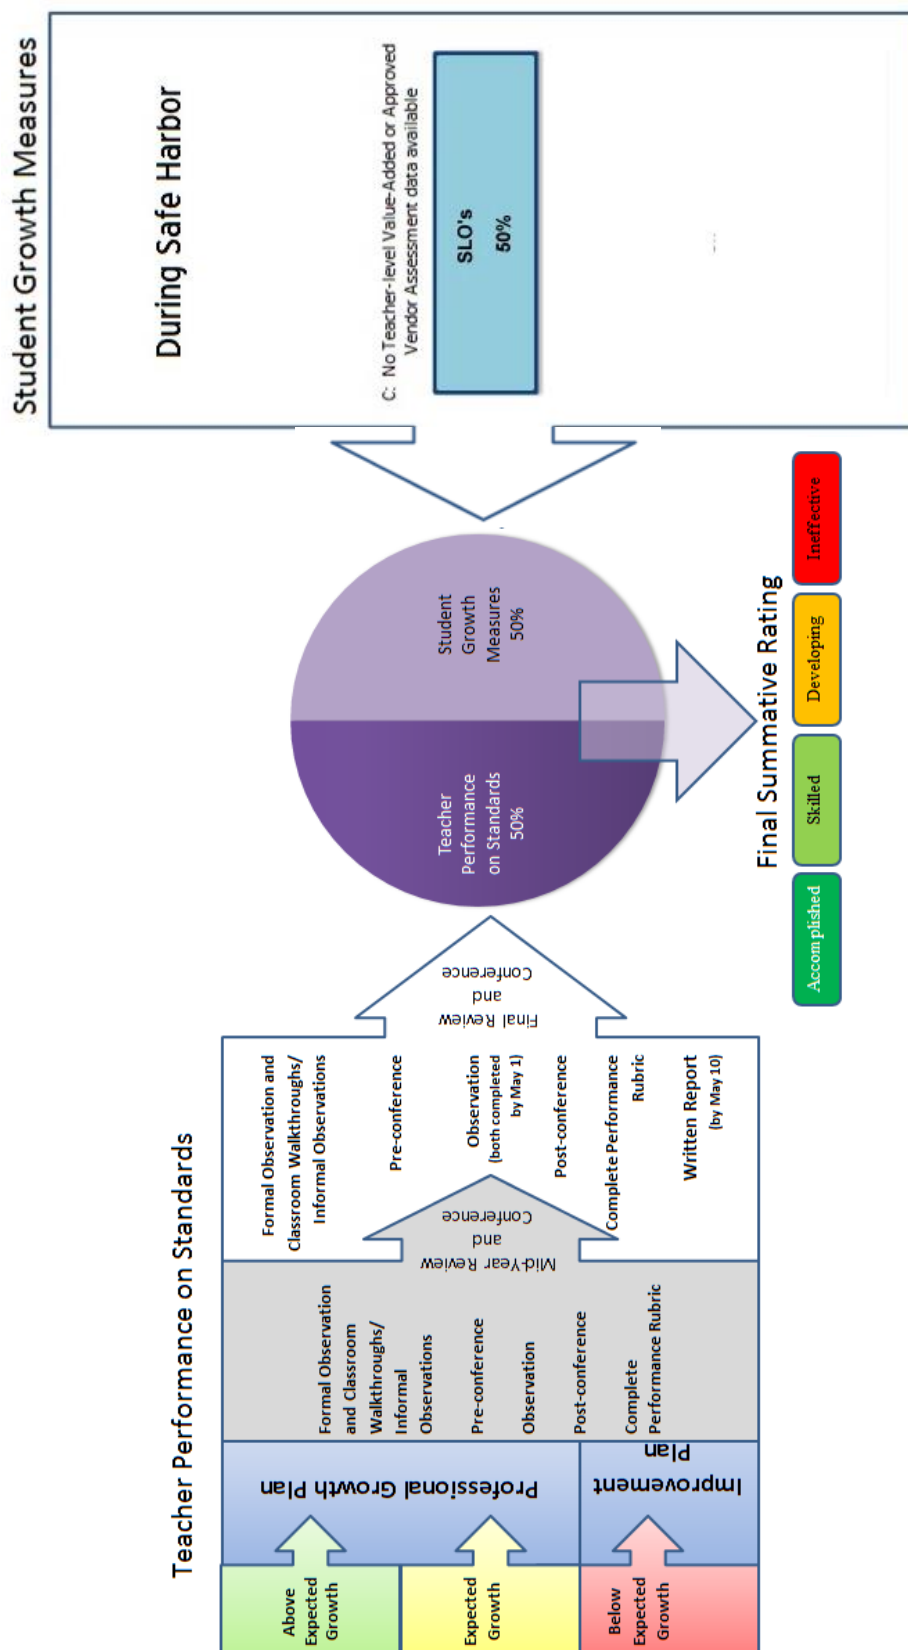 Teacher Performance on Standards
Above
Expected
Growth
Expected
Growth
Below
Expected
Growth
Professional Growth Plan
Improvement
Plan
Formal Observation
and Classroom
Walkthroughs/
Informal
Observations
Pre-conference
Observation
Post-conference
Complete
Performance Rubric
Mid-Year Review
and
Conference
Formal Observation and
Classroom Walkthroughs/
Informal Observations
Pre-conference
Observation
(both completed
by May 1)
Post-conference
Complete Performance
Rubric
Written Report
(by May 10)
Final Review
and
Conference
Teacher
Performance
on Standards
50%
Student
Growth
Measures
50%
Final Summative Rating
Accomplished
Skilled
Developing
Ineffective
Student Growth Measures
During Safe Harbor
C: No Teacher-level Value-Added or Approved
Vendor Assessment data available
SLO's
50%